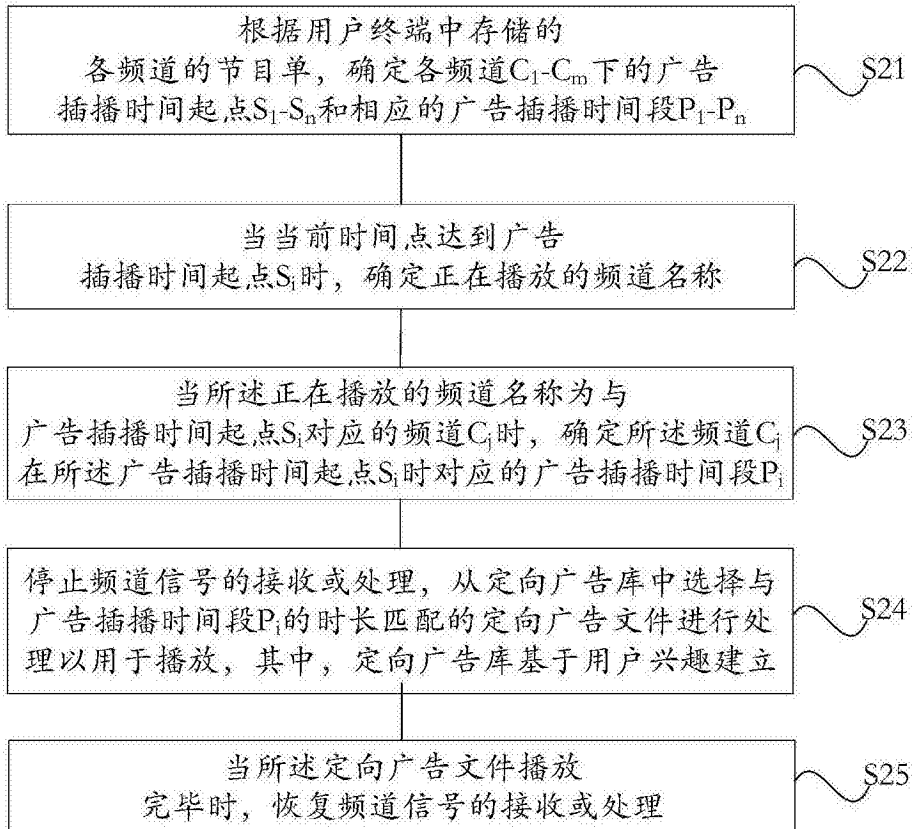 根据用户终端中存储的
各频道的节目单，确定各频道C₁-Cₘ下的广告
插播时间起点S₁-Sₙ和相应的广告插播时间段P₁-Pₙ
S21
当当前时间点达到广告
插播时间起点Sᵢ时，确定正在播放的频道名称
S22
当所述正在播放的频道名称为与
广告插播时间起点Sᵢ对应的频道Cⱼ时，确定所述频道Cⱼ
在所述广告插播时间起点Sᵢ时对应的广告插播时间段Pᵢ
S23
停止频道信号的接收或处理，从定向广告库中选择与
广告插播时间段Pᵢ的时长匹配的定向广告文件进行处
理以用于播放，其中，定向广告库基于用户兴趣建立
S24
当所述定向广告文件播放
完毕时，恢复频道信号的接收或处理
S25